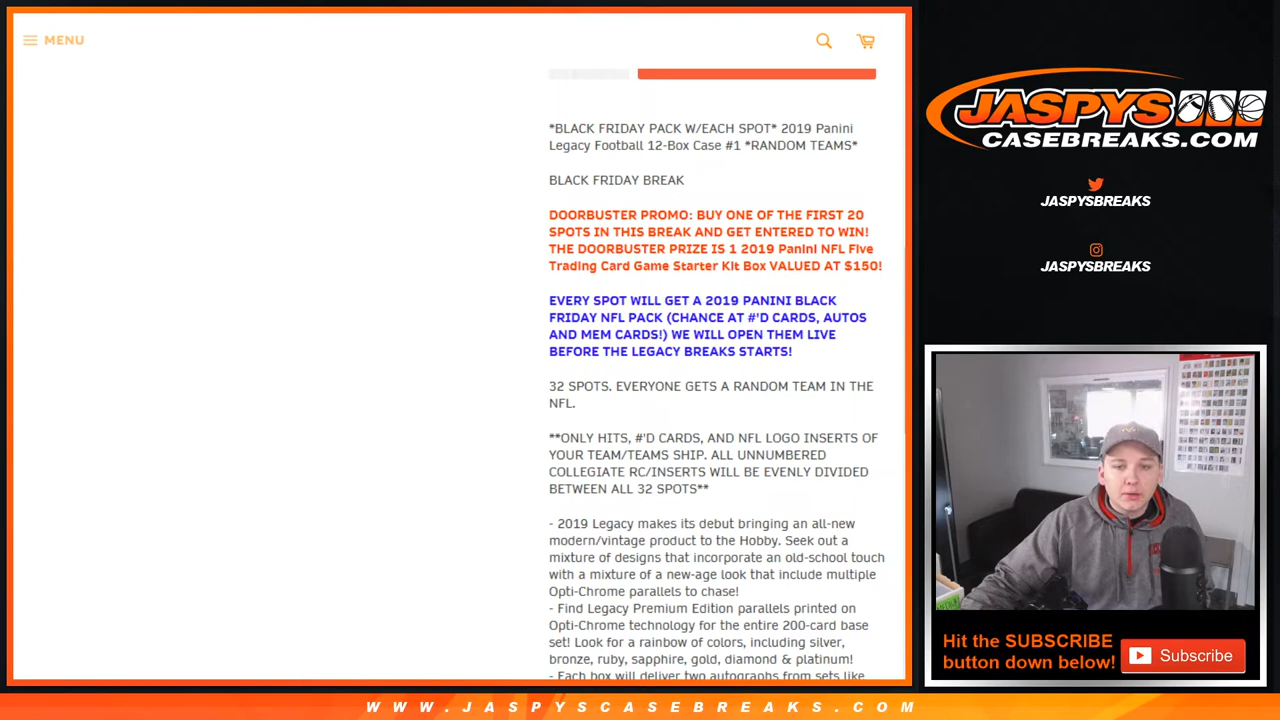 MENU
*BLACK FRIDAY PACK W/EACH SPOT* 2019 Panini
Legacy Football 12-Box Case #1 *RANDOM TEAMS*
BLACK FRIDAY BREAK
DOORBUSTER PROMO: BUY ONE OF THE FIRST 20
SPOTS IN THIS BREAK AND GET ENTERED TO WIN!
THE DOORBUSTER PRIZE IS 1 2019 Panini NFL Five
Trading Card Game Starter Kit Box VALUED AT $150!
EVERY SPOT WILL GET A 2019 PANINI BLACK
FRIDAY NFL PACK (CHANCE AT #'D CARDS, AUTOS
AND MEM CARDS!) WE WILL OPEN THEM LIVE
BEFORE THE LEGACY BREAKS STARTS!
32 SPOTS. EVERYONE GETS A RANDOM TEAM IN THE
NFL.
**ONLY HITS, #'D CARDS, AND NFL LOGO INSERTS OF
YOUR TEAM/TEAMS SHIP. ALL UNNUMBERED
COLLEGIATE RC/INSERTS WILL BE EVENLY DIVIDED
BETWEEN ALL 32 SPOTS**
- 2019 Legacy makes its debut bringing an all-new
modern/vintage product to the Hobby. Seek out a
mixture of designs that incorporate an old-school touch
with a mixture of a new-age look that include multiple
Opti-Chrome parallels to chase!
- Find Legacy Premium Edition parallels printed on
Opti-Chrome technology for the entire 200-card base
set! Look for a rainbow of colors, including silver,
bronze, ruby, sapphire, gold, diamond & platinum!
- Each box will deliver two autographs from sets like
JASPYS
CASEBREAKS.COM
JASPYSBREAKS
JASPYSBREAKS
Hit the SUBSCRIBE
button down below!
Subscribe
WWW.JASPYSCASEBREAKS.COM